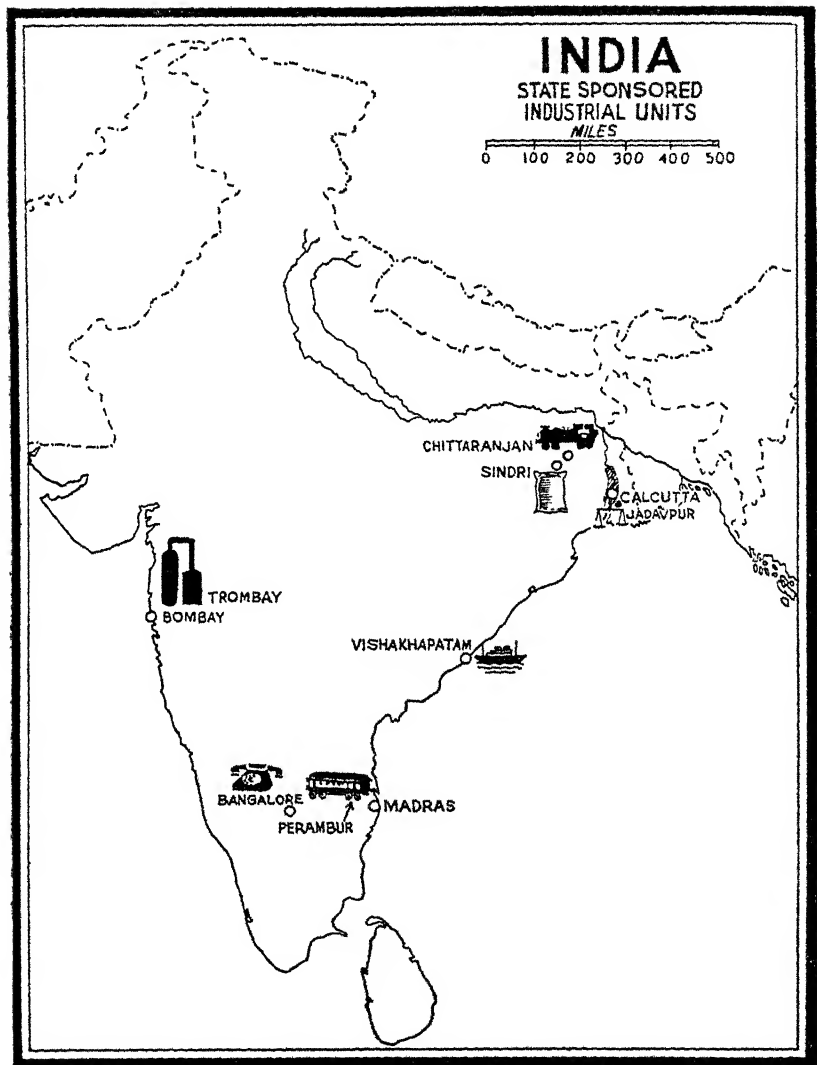 INDIA
STATE SPONSORED
INDUSTRIAL UNITS
MILES
0 100 200 300 400 500
CHITTARANJAN
SINDRI
CALCUTTA
JADAVPUR
TROMBAY
BOMBAY
VISHAKHAPATAM
BANGALORE
PERAMBUR
MADRAS